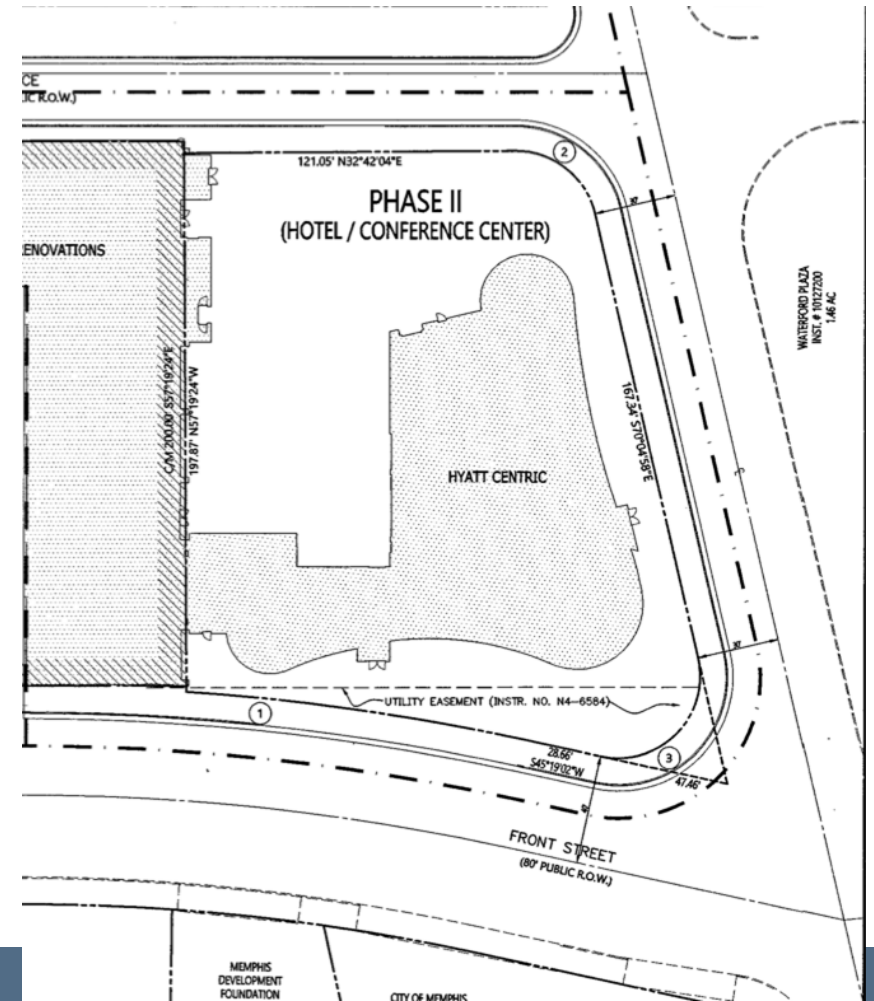 CE
IC R.O.W.)
121.05' N32°42'04"E
2
PHASE II
(HOTEL / CONFERENCE CENTER)
ENOVATIONS
WATERFORD PLAZA
INST. # 10127200
1.46 AC
C/M 200.00' S57°19'24"E
197.87' N57°19'24"W
167.34' S70°04'58"E
HYATT CENTRIC
UTILITY EASEMENT (INSTR. NO. N4-6584)
1
28.66'
S45°19'02"W
3
47.46'
FRONT STREET
(80' PUBLIC R.O.W.)
MEMPHIS
DEVELOPMENT
FOUNDATION
CITY OF MEMPHIS